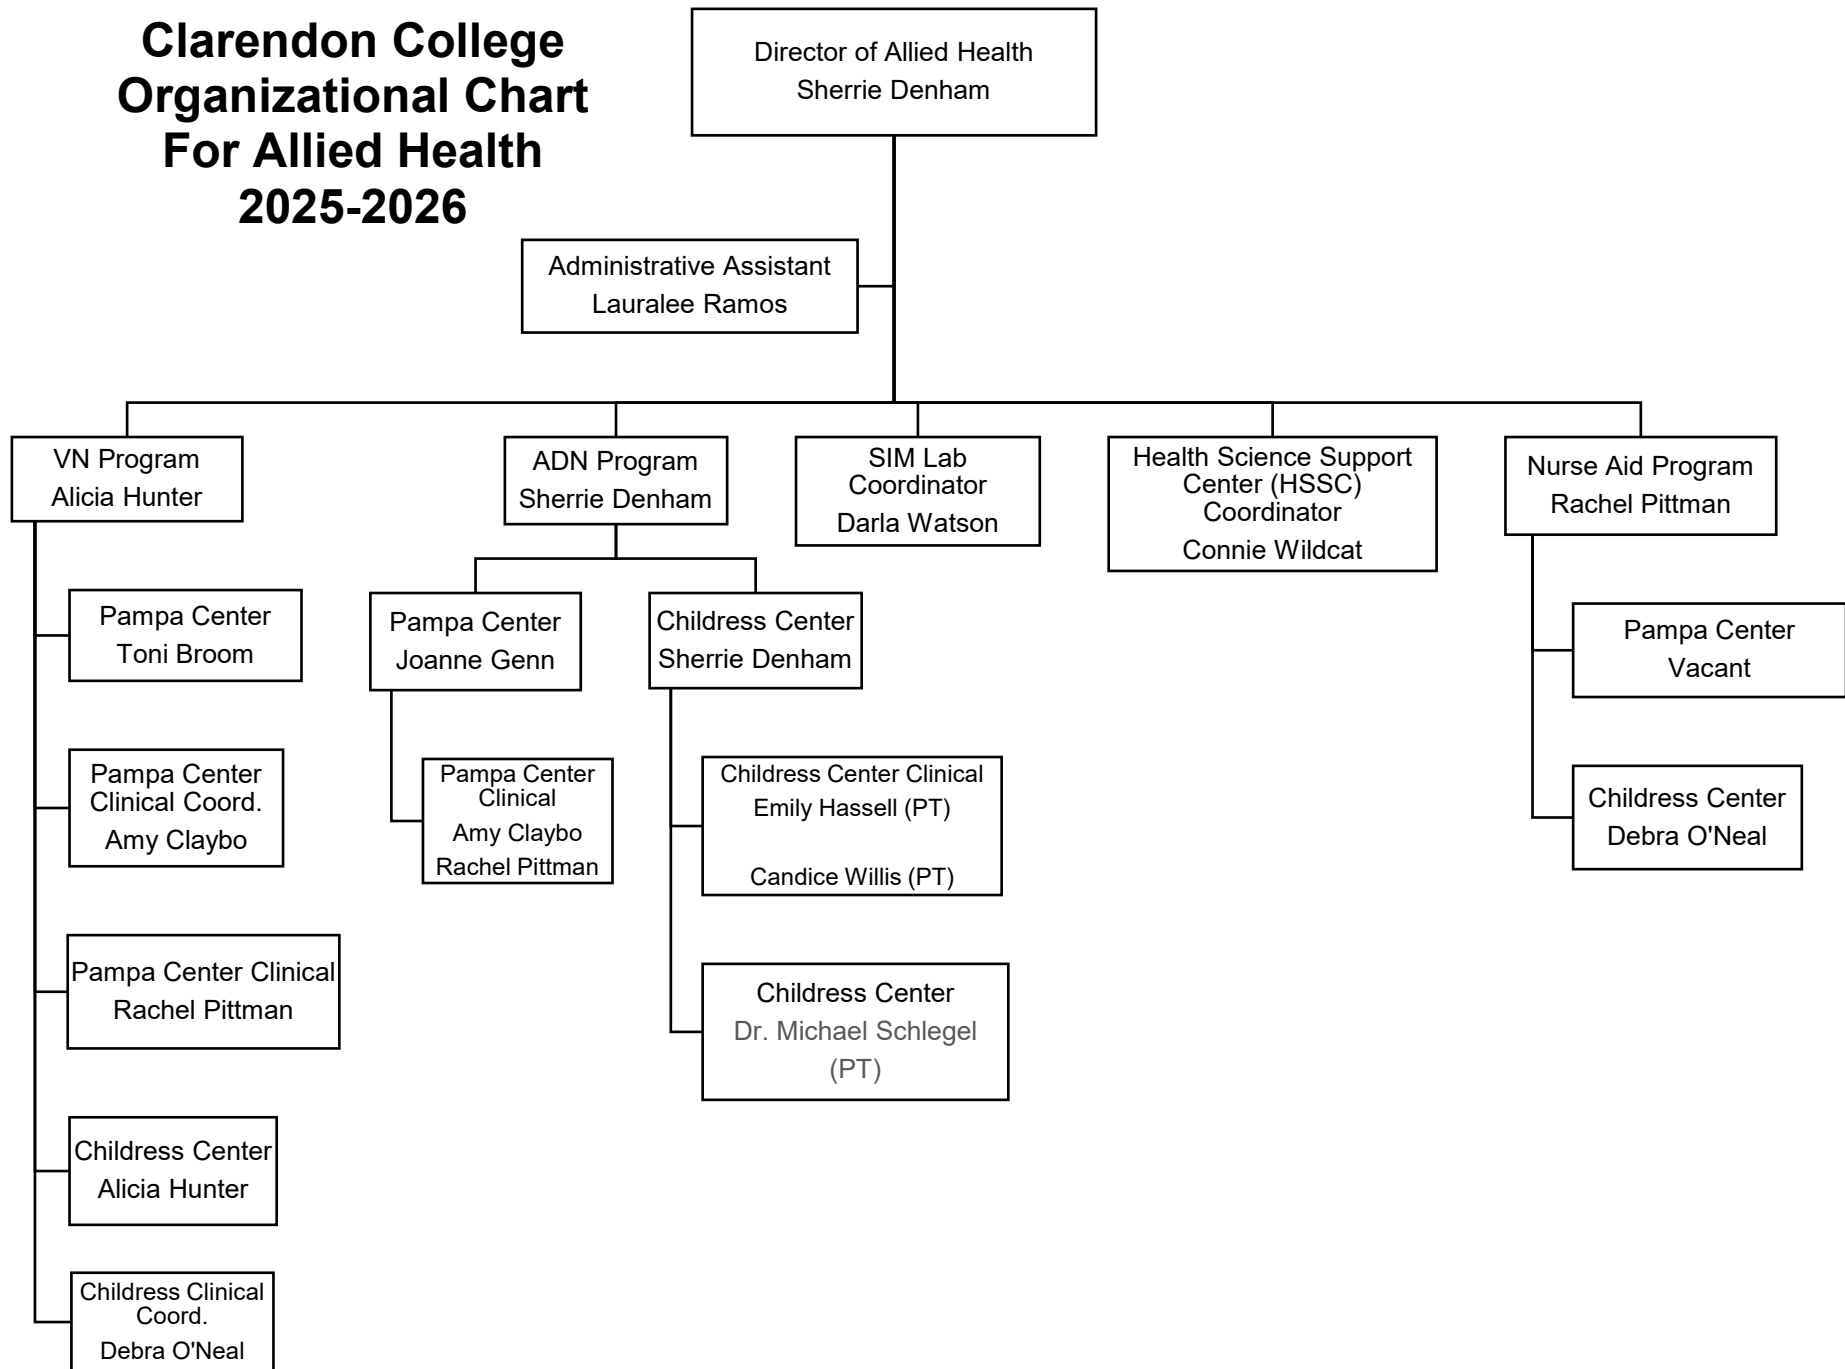 Clarendon College
Organizational Chart
For Allied Health
2025-2026
Director of Allied Health
Sherrie Denham
Administrative Assistant
Lauralee Ramos
VN Program
Alicia Hunter
Pampa Center
Toni Broom
Pampa Center
Clinical Coord.
Amy Claybo
Pampa Center Clinical
Rachel Pittman
Childress Center
Alicia Hunter
Childress Clinical
Coord.
Debra O'Neal
ADN Program
Sherrie Denham
Pampa Center
Joanne Genn
Pampa Center
Clinical
Amy Claybo
Rachel Pittman
Childress Center
Sherrie Denham
Childress Center Clinical
Emily Hassell (PT)
Candice Willis (PT)
Childress Center
Dr. Michael Schlegel
(PT)
SIM Lab
Coordinator
Darla Watson
Health Science Support
Center (HSSC)
Coordinator
Connie Wildcat
Nurse Aid Program
Rachel Pittman
Pampa Center
Vacant
Childress Center
Debra O'Neal